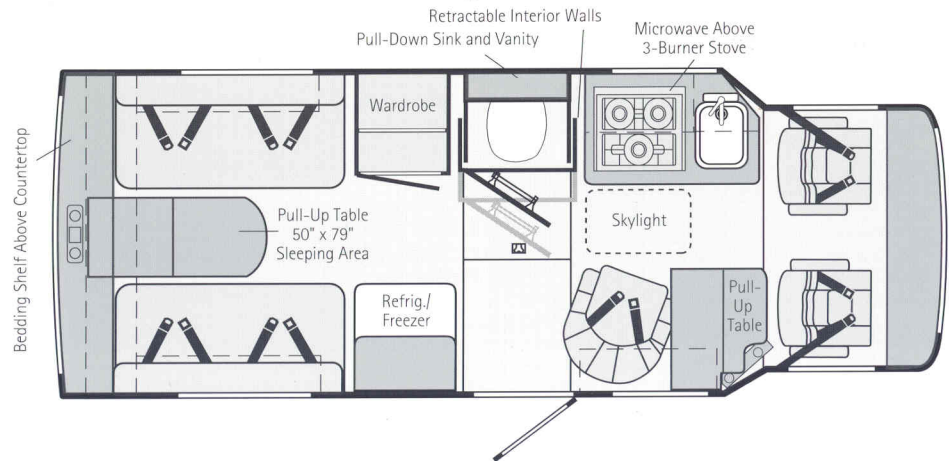 Retractable Interior Walls
Pull-Down Sink and Vanity
Microwave Above
3-Burner Stove
Wardrobe
Bedding Shelf Above Countertop
Pull-Up Table
50" x 79"
Sleeping Area
Skylight
Refrig./
Freezer
Pull-
Up
Table